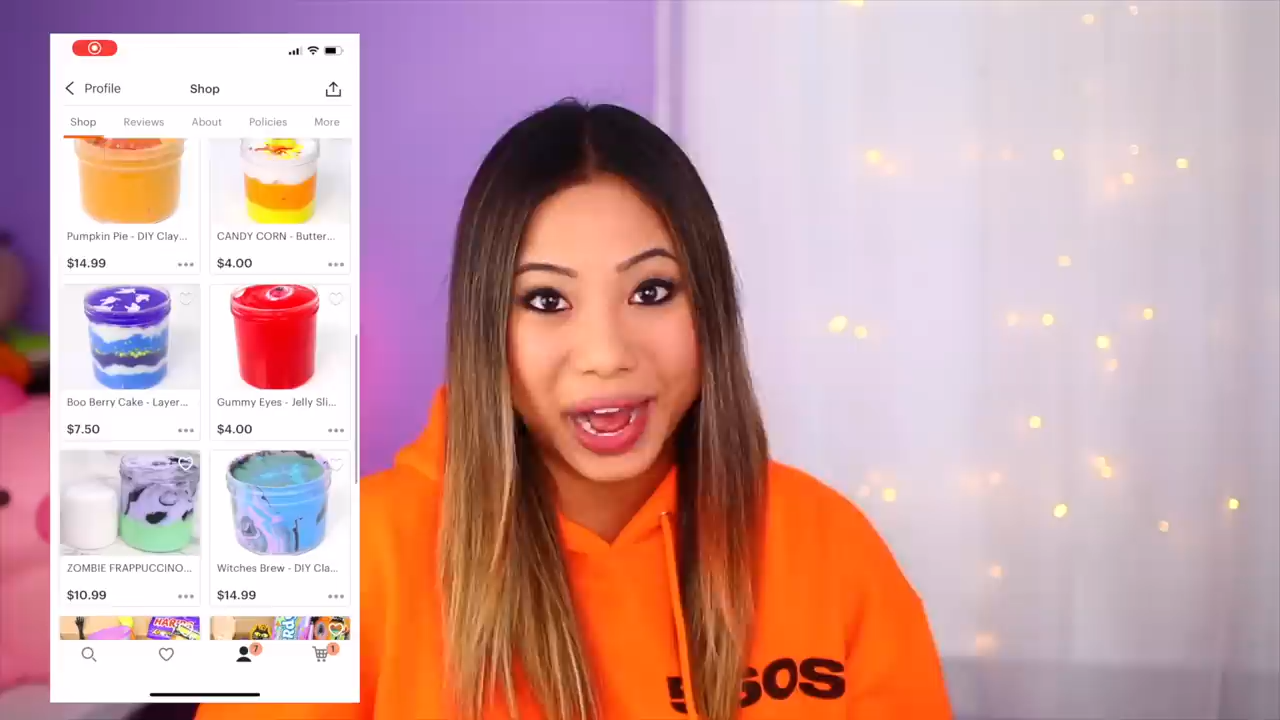 Profile
Shop
Shop Reviews About Policies More
Pumpkin Pie - DIY Clay...
CANDY CORN - Butter...
$14.99
$4.00
Boo Berry Cake - Layer...
Gummy Eyes - Jelly Sli...
$7.50
$4.00
ZOMBIE FRAPPUCCINO...
Witches Brew - DIY Cla...
$10.99
$14.99
7
1
SOS